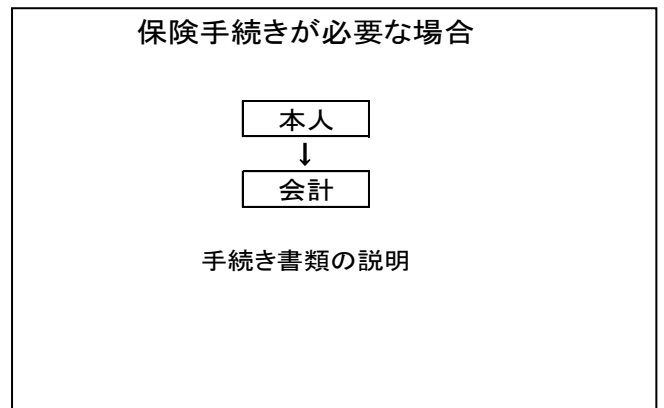 保険手続きが必要な場合
本人
↓
会計
手続き書類の説明